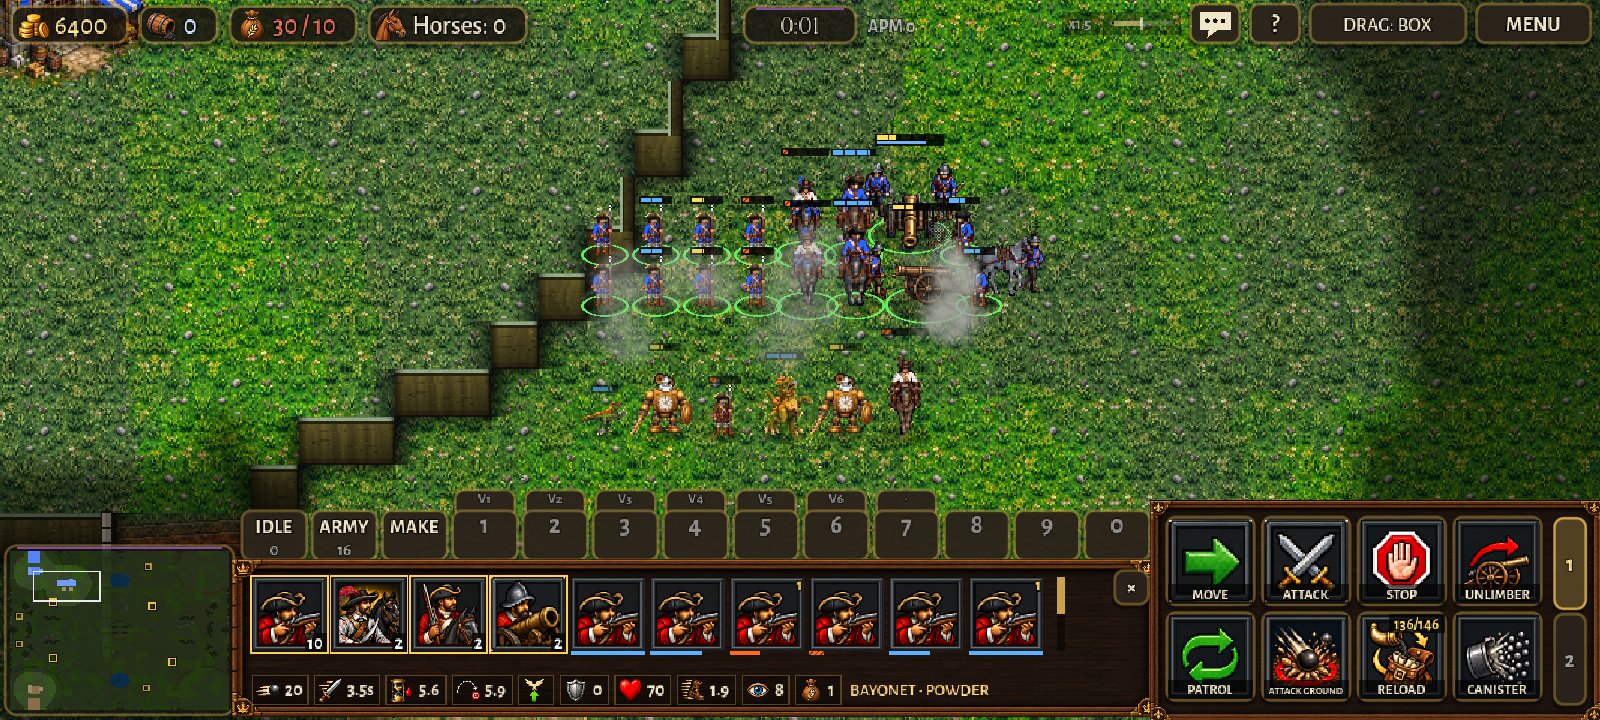 6400
0
30/10
Horses: 0
0:01
APM 0
X1.5
?
DRAG: BOX
MENU
V1
V2
V3
V4
V5
V6
IDLE
0
ARMY
16
MAKE
1
2
3
4
5
6
7
8
9
0
10
2
2
2
1
1
×
20
3.5s
5.6
5.9
0
70
1.9
8
1
BAYONET · POWDER
MOVE
ATTACK
STOP
UNLIMBER
PATROL
ATTACK GROUND
136/146
RELOAD
CANISTER
1
2